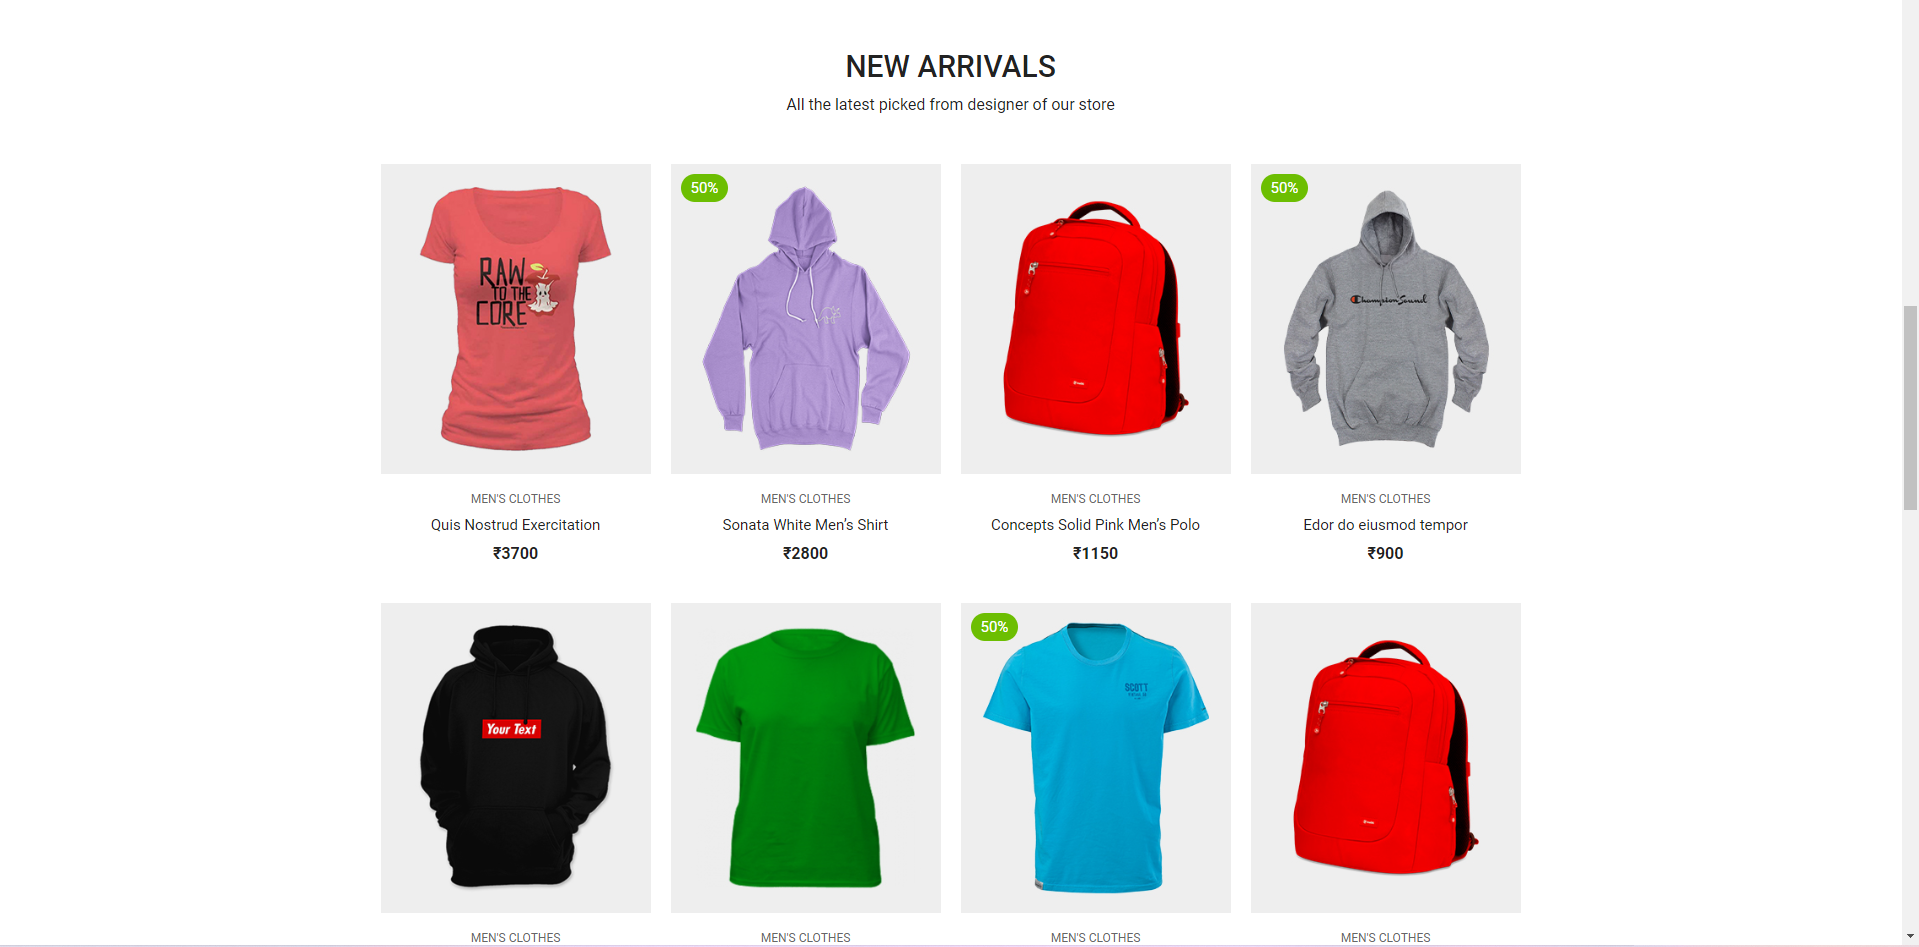 NEW ARRIVALS
All the latest picked from designer of our store
RAW
TO THE
CORE
50%
50%
Champion Sound
MEN'S CLOTHES
MEN'S CLOTHES
MEN'S CLOTHES
MEN'S CLOTHES
Quis Nostrud Exercitation
Sonata White Men’s Shirt
Concepts Solid Pink Men’s Polo
Edor do eiusmod tempor
₹3700
₹2800
₹1150
₹900
Your Text
50%
SCOTT
MEN'S CLOTHES
MEN'S CLOTHES
MEN'S CLOTHES
MEN'S CLOTHES